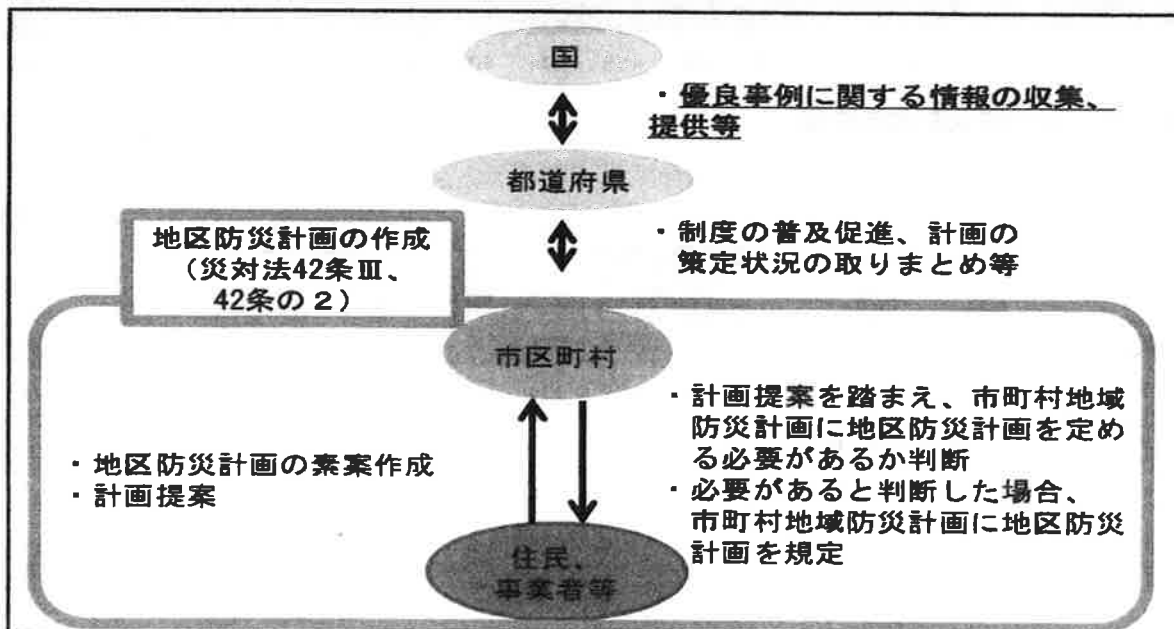 国
・優良事例に関する情報の収集、
提供等
都道府県
・制度の普及促進、計画の
策定状況の取りまとめ等
地区防災計画の作成
（災対法42条Ⅲ、
42条の２）
市区町村
・地区防災計画の素案作成
・計画提案
・計画提案を踏まえ、市町村地域
防災計画に地区防災計画を定め
る必要があるか判断
・必要があると判断した場合、
市町村地域防災計画に地区防災
計画を規定
住民、
事業者等